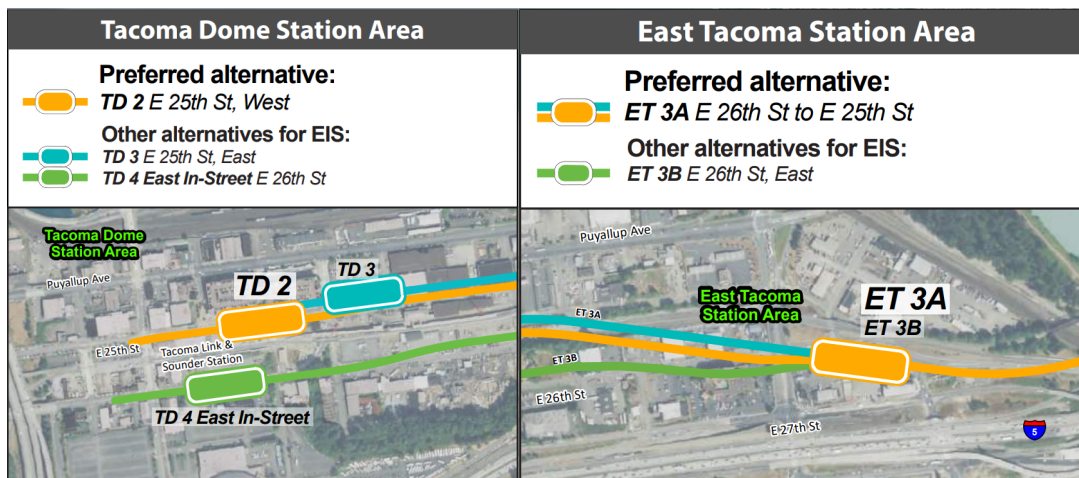 Tacoma Dome Station Area
Preferred alternative:
TD 2 E 25th St, West
Other alternatives for EIS:
TD 3 E 25th St, East
TD 4 East In-Street E 26th St
Tacoma Dome
Station Area
Puyallup Ave
TD 2
TD 3
E 25th St
Tacoma Link &
Sounder Station
TD 4 East In-Street
East Tacoma Station Area
Preferred alternative:
ET 3A E 26th St to E 25th St
Other alternatives for EIS:
ET 3B E 26th St, East
Puyallup Ave
East Tacoma
Station Area
ET 3A
ET 3B
ET 3A
ET 3B
E 26th St
E 27th St
5